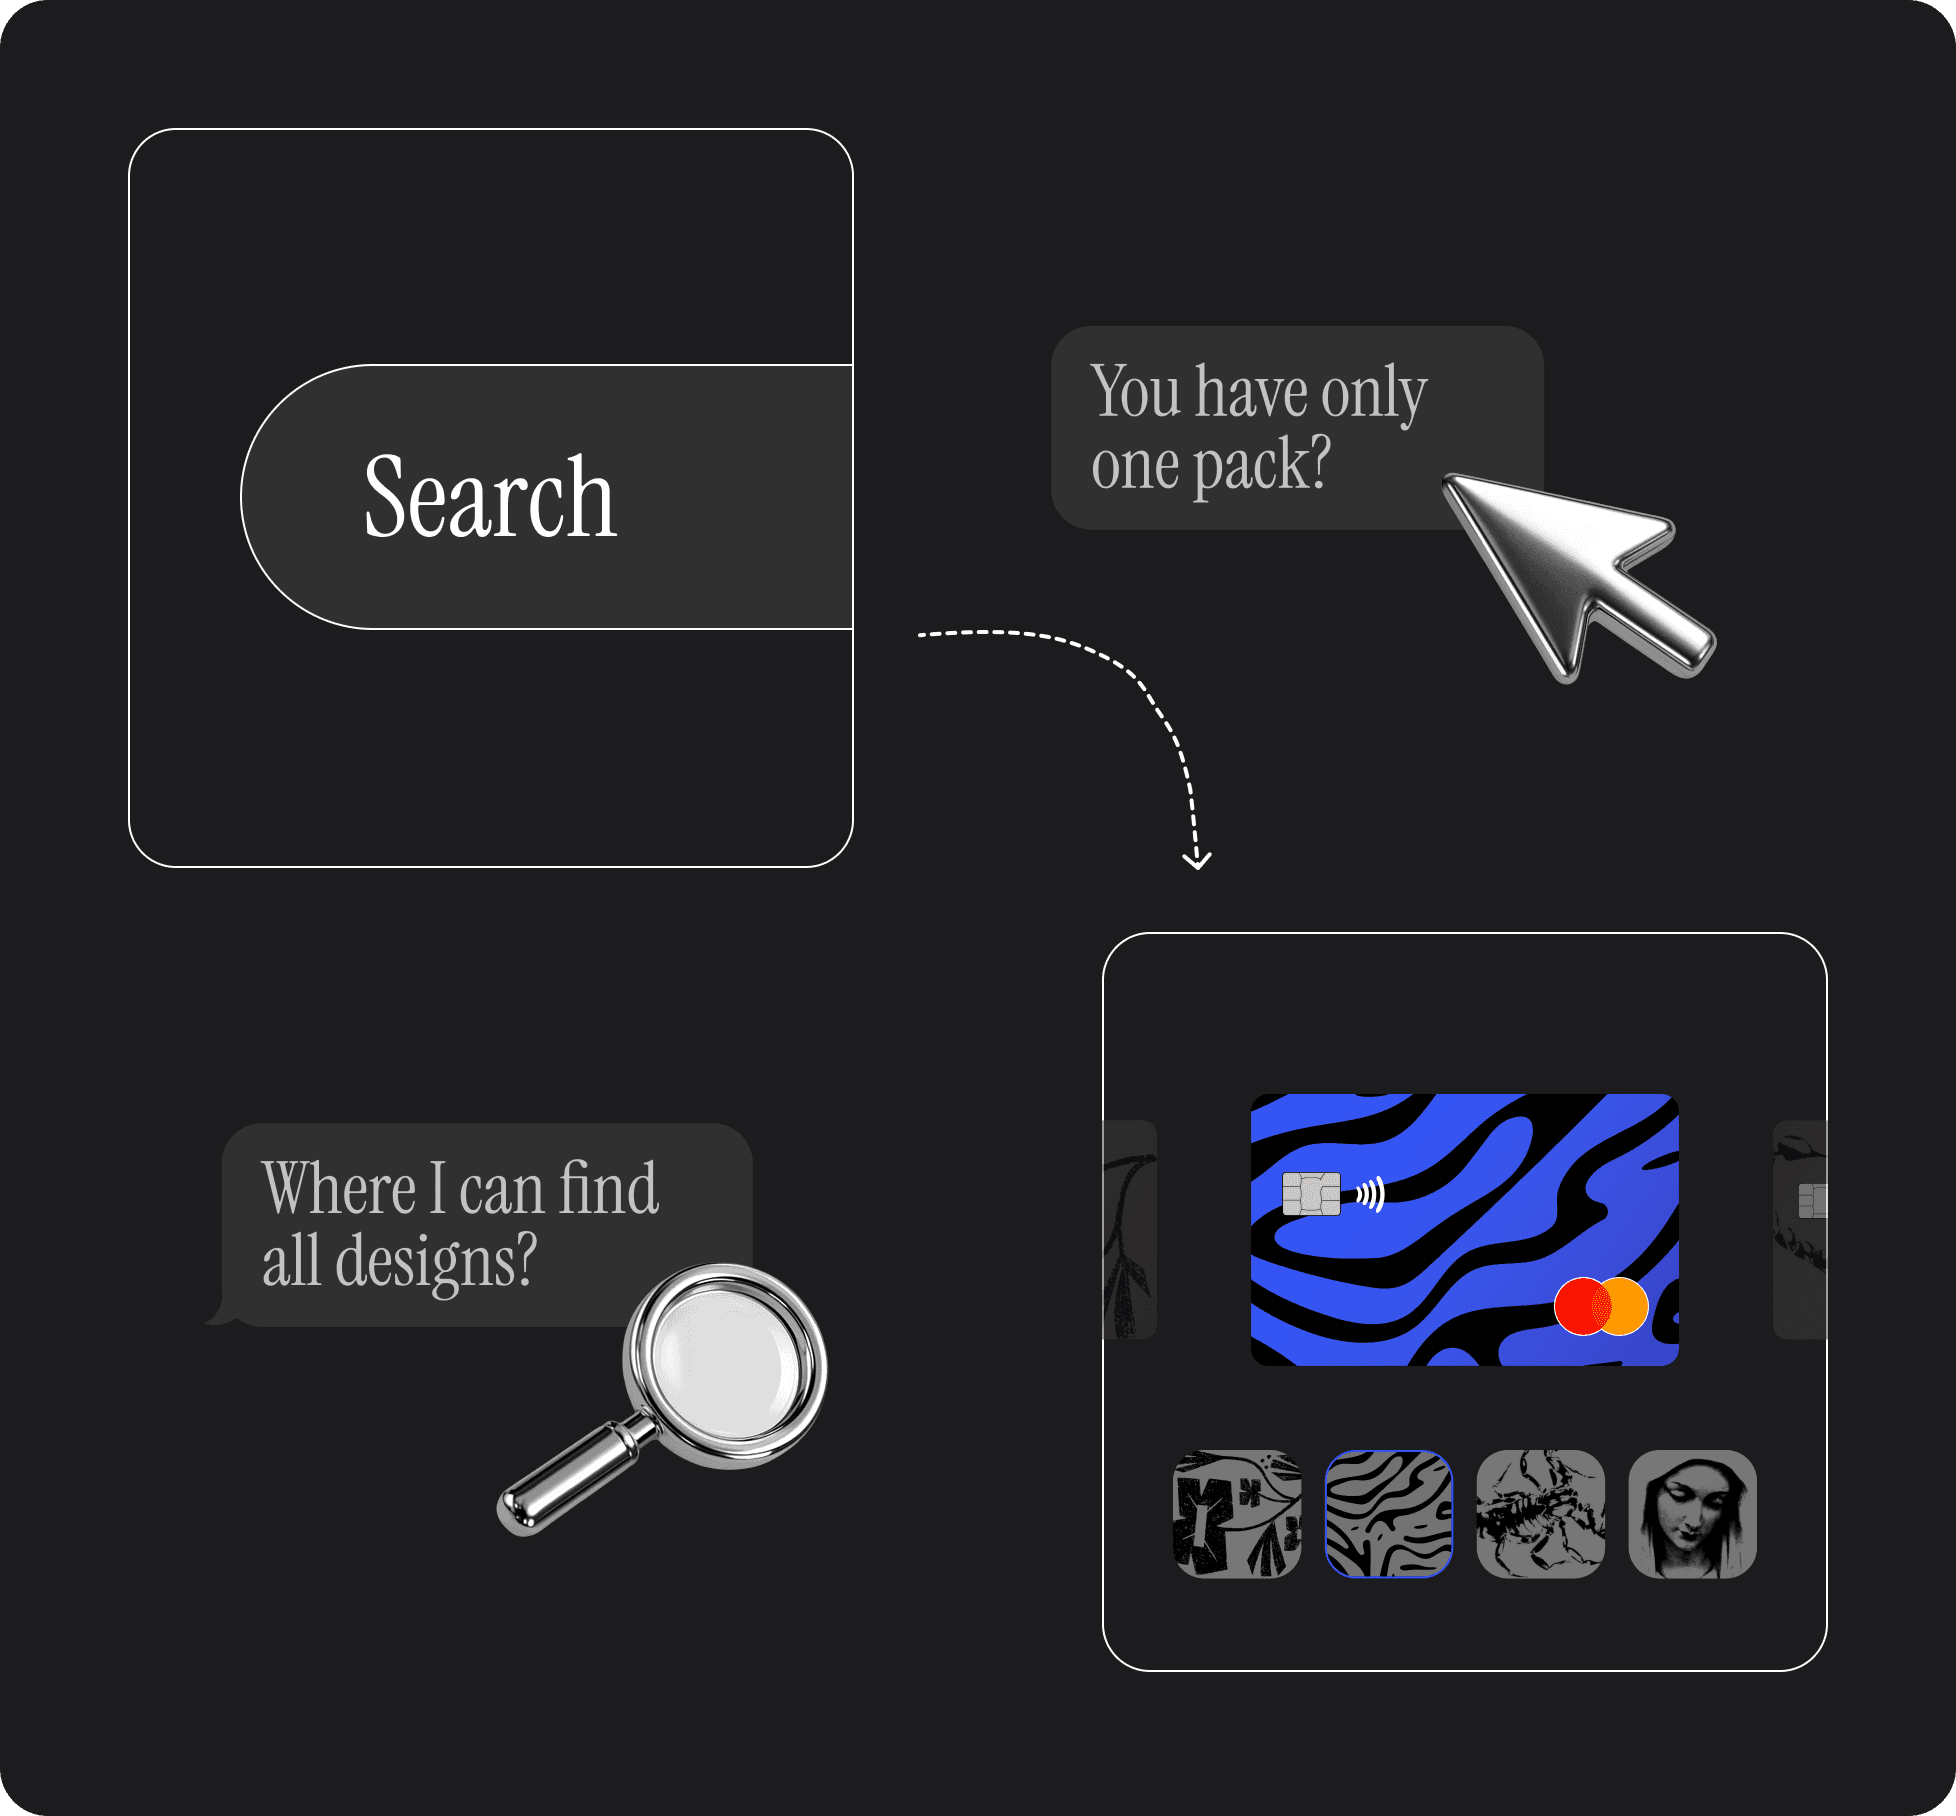 Search
You have only
one pack?
Where I can find
all designs?